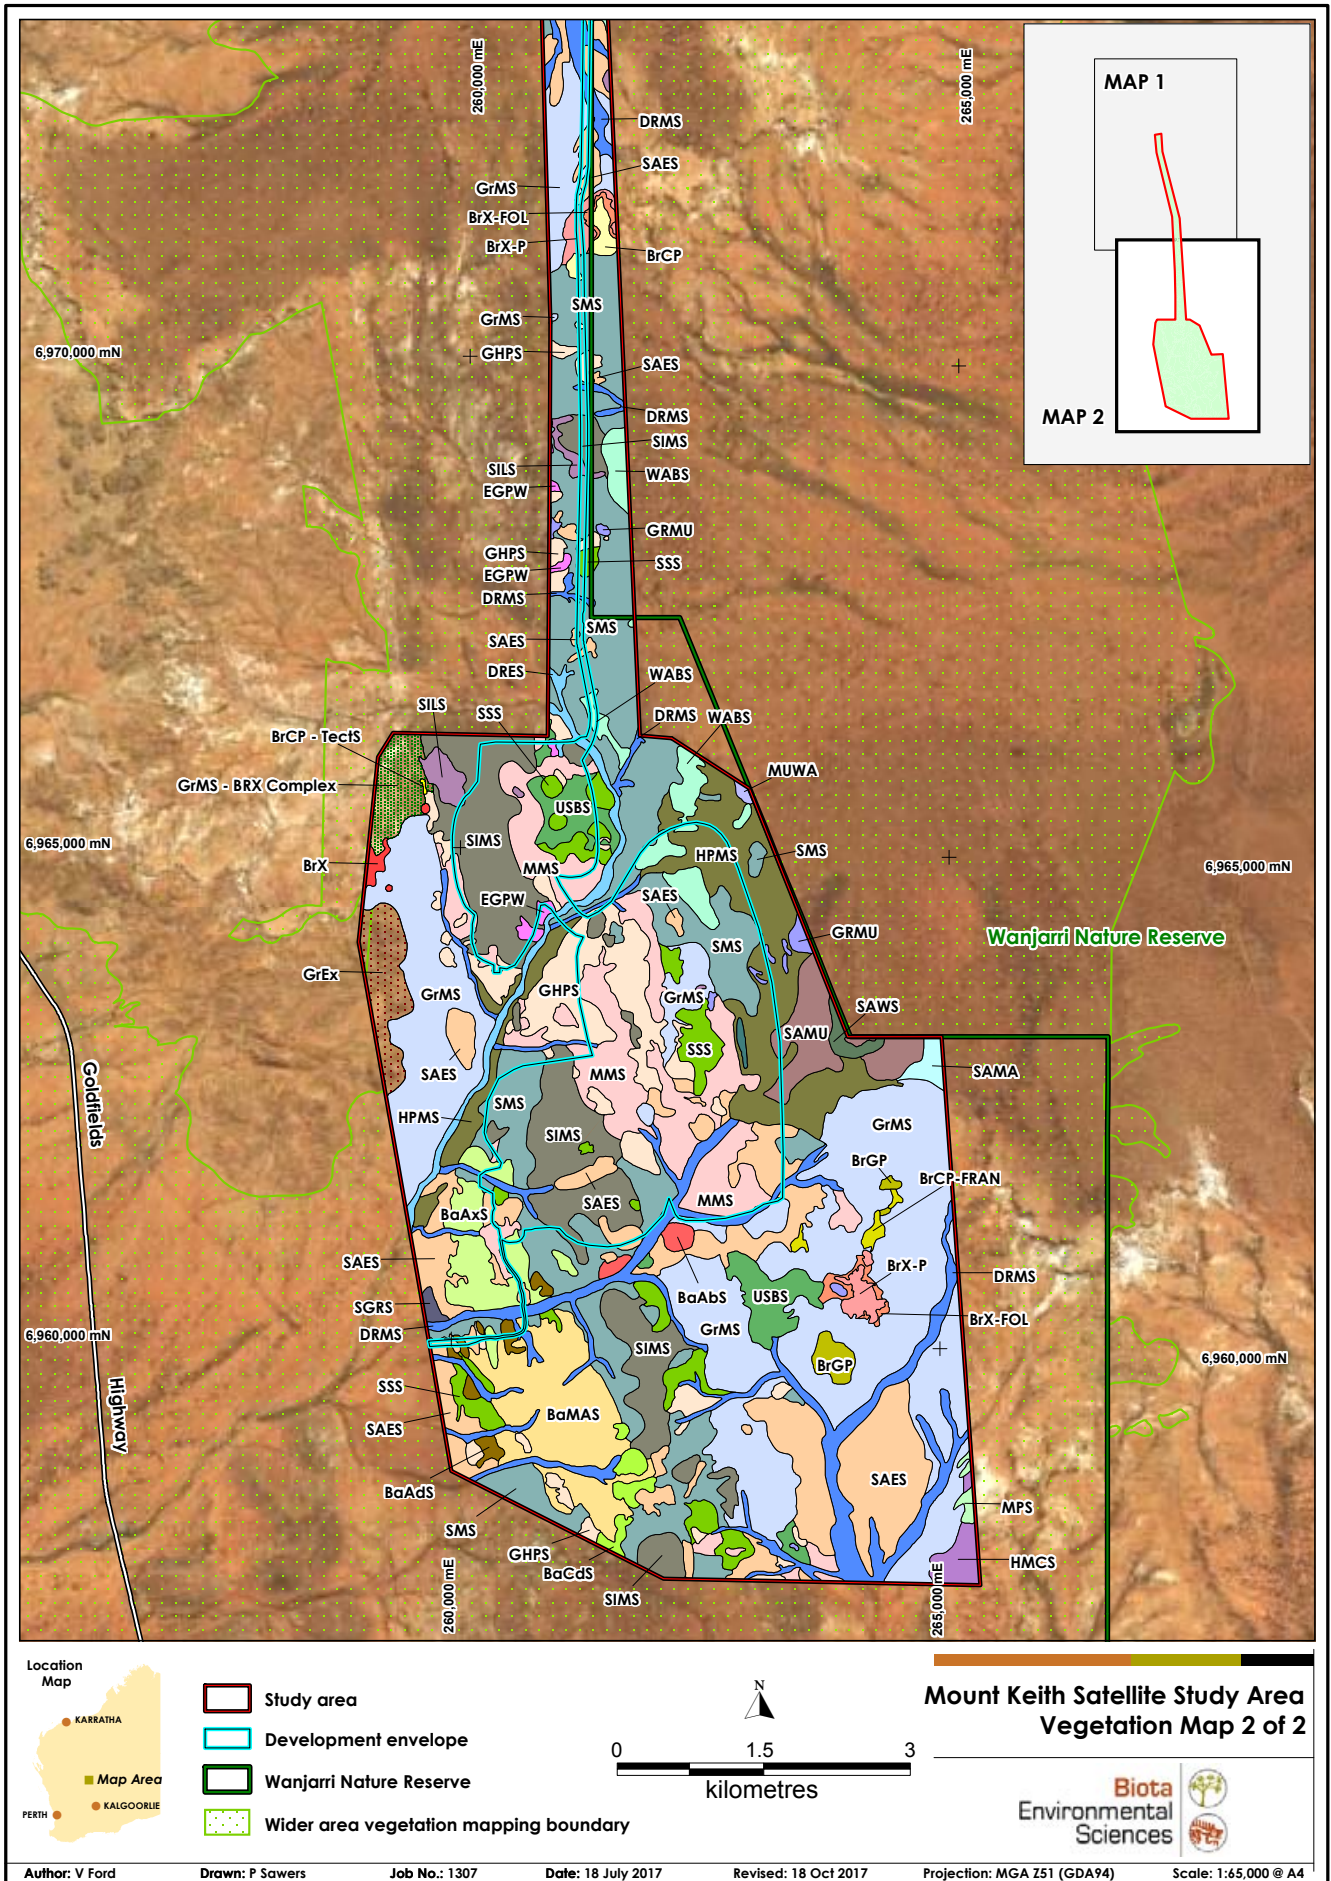 260,000 mE
265,000 mE
MAP 1
MAP 2
DRMS
SAES
GrMS
BrX-FOL
BrX-P
BrCP
SMS
GrMS
6,970,000 mN
GHPS
SAES
DRMS
SIMS
SILS
WABS
EGPW
GRMU
GHPS
SSS
EGPW
DRMS
SMS
SAES
DRES
WABS
SILS
SSS
DRMS
WABS
BrCP - TectS
MUWA
GrMS - BRX Complex
USBS
6,965,000 mN
SIMS
SMS
HPMS
BrX
MMS
6,965,000 mN
EGPW
SAES
GRMU
Wanjarri Nature Reserve
SMS
GrEx
GrMS
GHPS
GrMS
SAWS
SAMU
SSS
SAES
MMS
SAMA
Goldfields
SMS
HPMS
GrMS
SIMS
BrGP
BrCP-FRAN
SAES
MMS
BaAxS
SAES
BrX-P
DRMS
SGRS
BaAbS
USBS
BrX-FOL
DRMS
GrMS
6,960,000 mN
SIMS
6,960,000 mN
BrGP
SSS
Highway
BaMAS
SAES
SAES
BaAdS
MPS
SMS
GHPS
HMCS
BaCdS
SIMS
260,000 mE
265,000 mE
Location
Map
KARRATHA
Map Area
KALGOORLIE
PERTH
Study area
Development envelope
Wanjarri Nature Reserve
Wider area vegetation mapping boundary
N
0 1.5 3
kilometres
Mount Keith Satellite Study Area
Vegetation Map 2 of 2
Biota
Environmental
Sciences
Author: V Ford Drawn: P Sawers Job No.: 1307 Date: 18 July 2017 Revised: 18 Oct 2017 Projection: MGA Z51 (GDA94) Scale: 1:65,000 @ A4